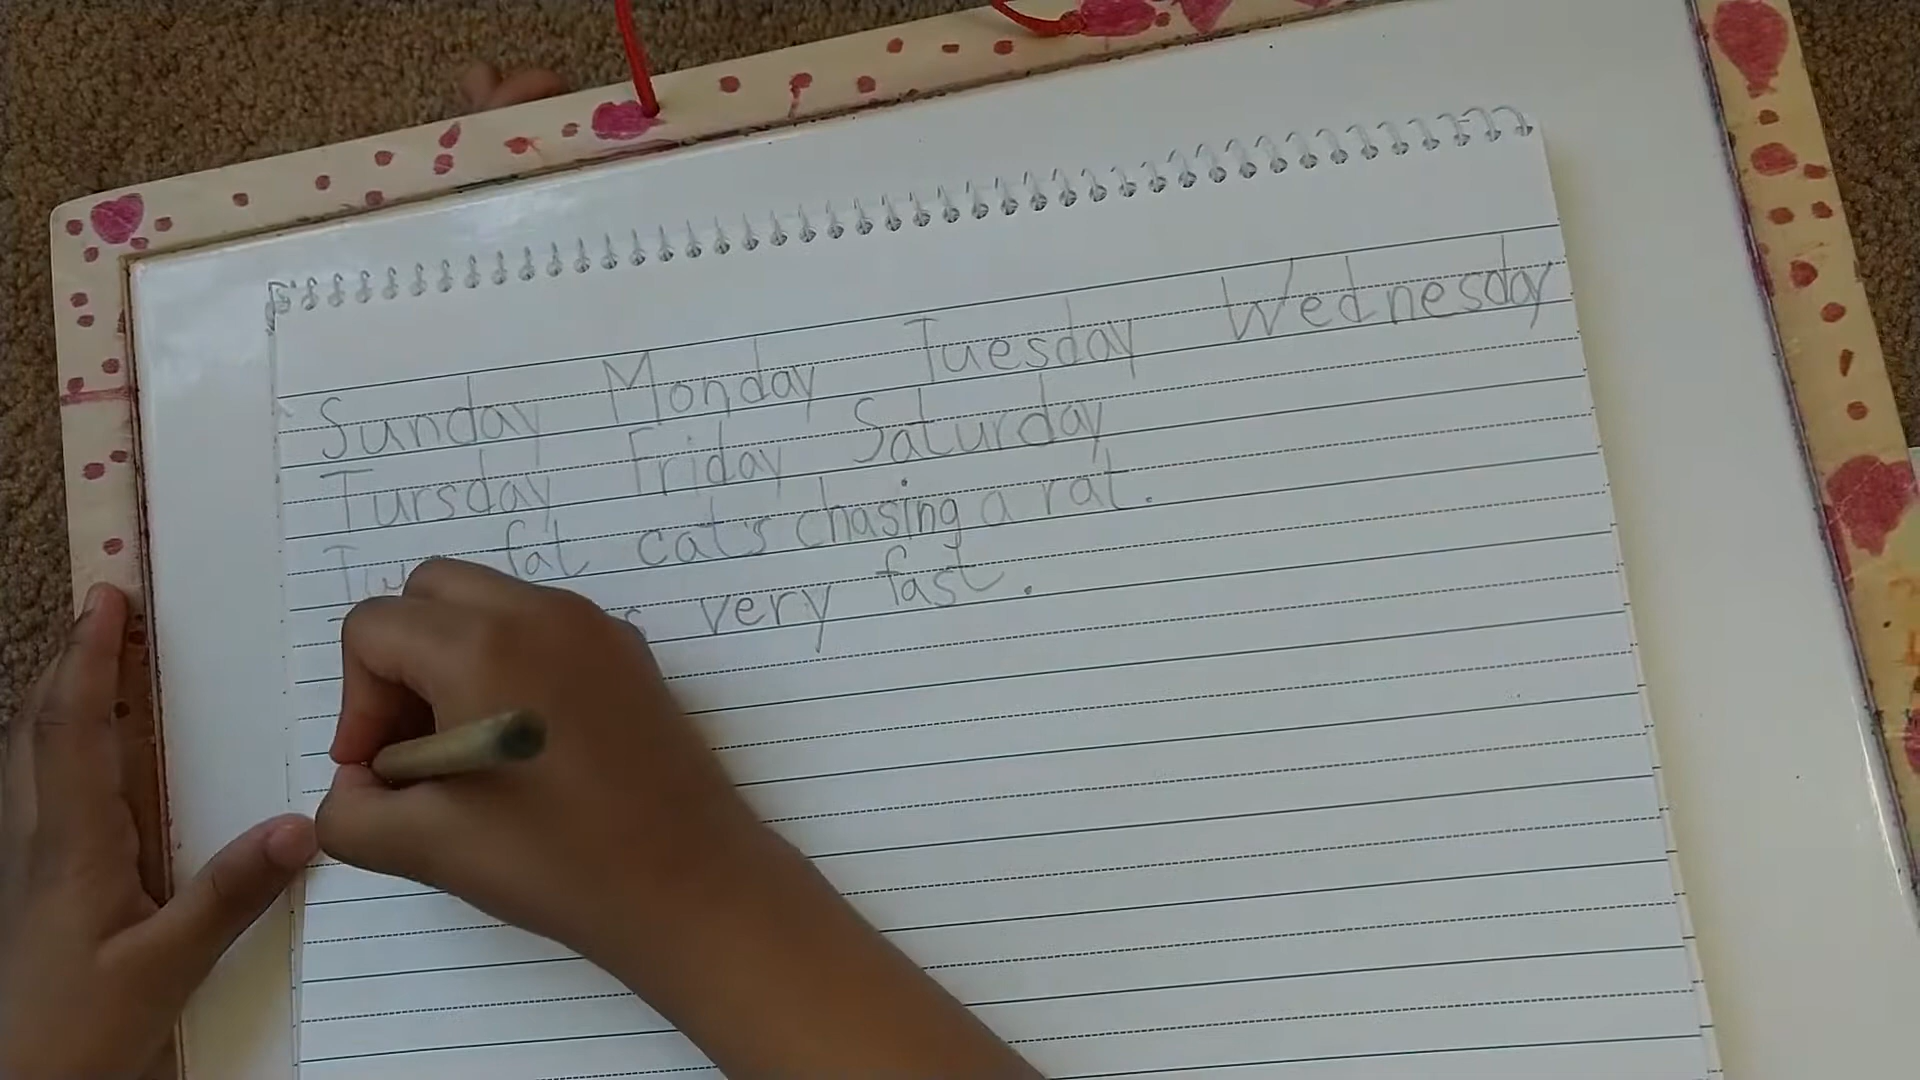 Sunday Monday Tuesday Wednesday
Tursday Friday Saturday
fat cat's chasing a rat.
very fast.